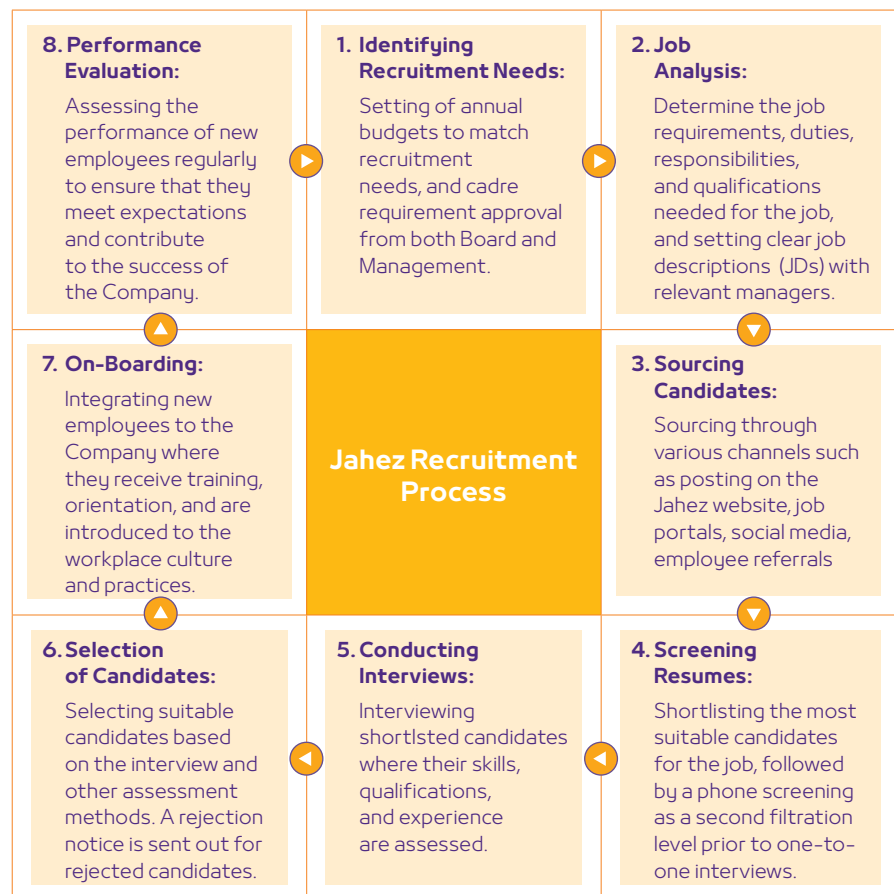 8. Performance
Evaluation:
Assessing the
performance of new
employees regularly
to ensure that they
meet expectations
and contribute
to the success of
the Company.
1. Identifying
Recruitment Needs:
Setting of annual
budgets to match
recruitment
needs, and cadre
requirement approval
from both Board and
Management.
2. Job
Analysis:
Determine the job
requirements, duties,
responsibilities,
and qualifications
needed for the job,
and setting clear job
descriptions (JDs) with
relevant managers.
7. On-Boarding:
Integrating new
employees to the
Company where
they receive training,
orientation, and are
introduced to the
workplace culture
and practices.
Jahez Recruitment
Process
3. Sourcing
Candidates:
Sourcing through
various channels such
as posting on the
Jahez website, job
portals, social media,
employee referrals
6. Selection
of Candidates:
Selecting suitable
candidates based
on the interview and
other assessment
methods. A rejection
notice is sent out for
rejected candidates.
5. Conducting
Interviews:
Interviewing
shortlsted candidates
where their skills,
qualifications,
and experience
are assessed.
4. Screening
Resumes:
Shortlisting the most
suitable candidates
for the job, followed
by a phone screening
as a second filtration
level prior to one-to-
one interviews.